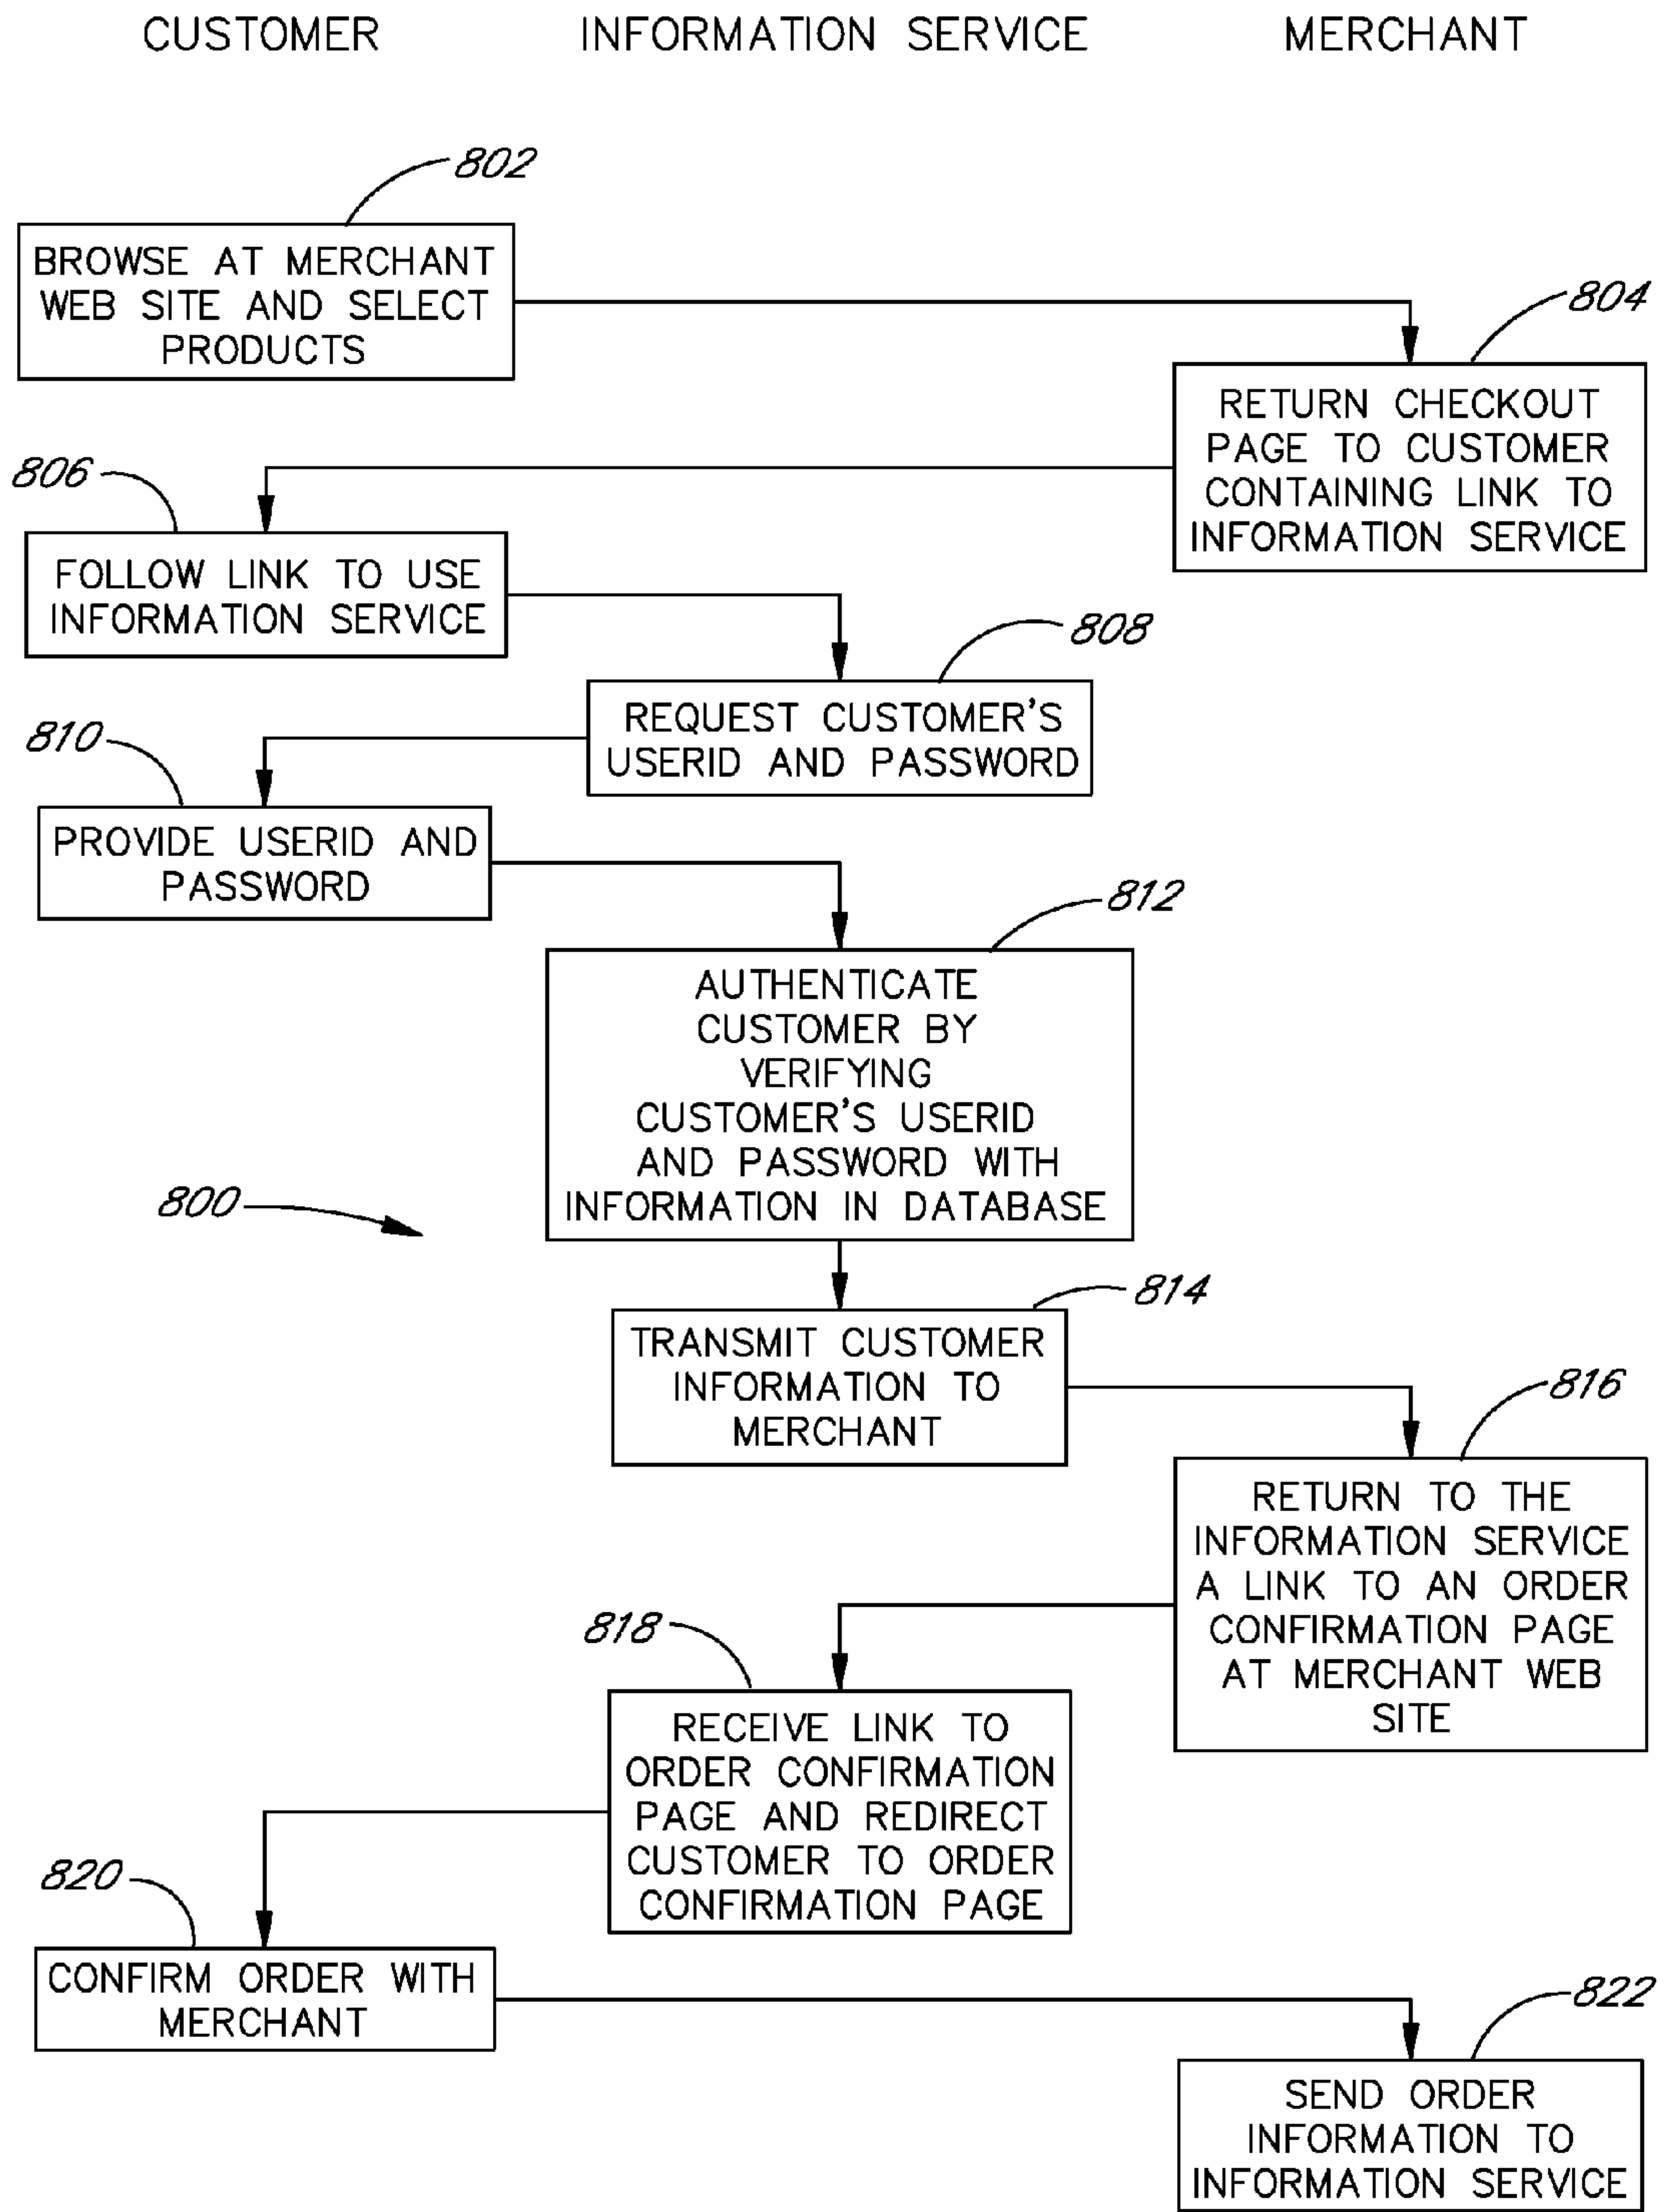 CUSTOMER INFORMATION SERVICE MERCHANT
802
BROWSE AT MERCHANT
WEB SITE AND SELECT
PRODUCTS
804
RETURN CHECKOUT
PAGE TO CUSTOMER
CONTAINING LINK TO
INFORMATION SERVICE
806
FOLLOW LINK TO USE
INFORMATION SERVICE
808
REQUEST CUSTOMER'S
USERID AND PASSWORD
810
PROVIDE USERID AND
PASSWORD
812
AUTHENTICATE
CUSTOMER BY
VERIFYING
CUSTOMER'S USERID
AND PASSWORD WITH
INFORMATION IN DATABASE
800
814
TRANSMIT CUSTOMER
INFORMATION TO
MERCHANT
816
RETURN TO THE
INFORMATION SERVICE
A LINK TO AN ORDER
CONFIRMATION PAGE
AT MERCHANT WEB
SITE
818
RECEIVE LINK TO
ORDER CONFIRMATION
PAGE AND REDIRECT
CUSTOMER TO ORDER
CONFIRMATION PAGE
820
CONFIRM ORDER WITH
MERCHANT
822
SEND ORDER
INFORMATION TO
INFORMATION SERVICE